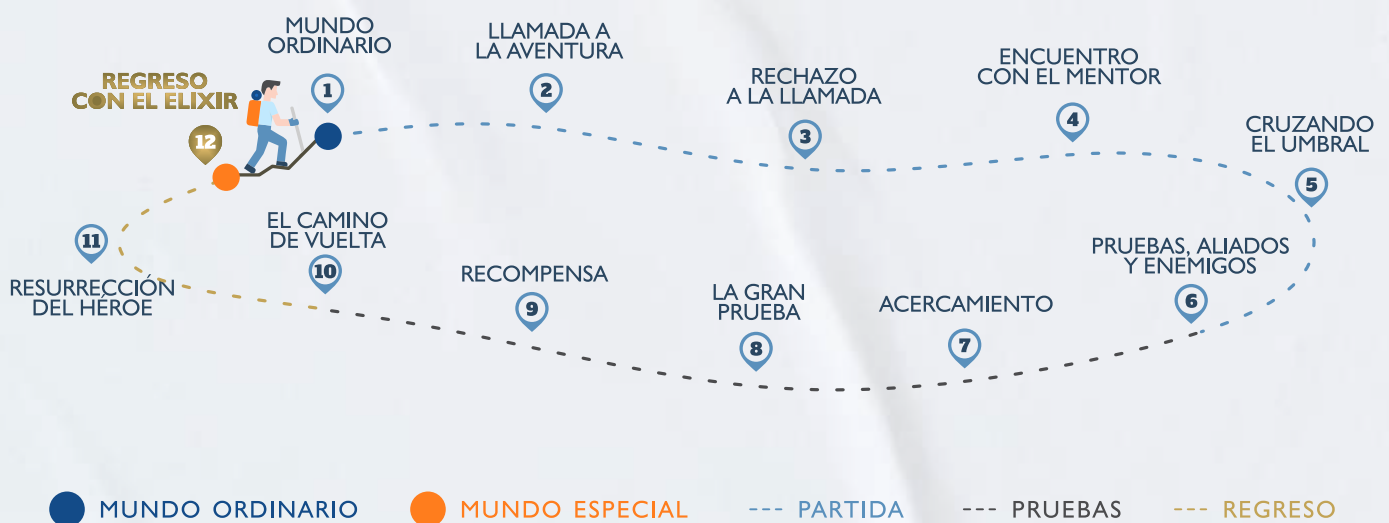 MUNDO
ORDINARIO
1
LLAMADA A
LA AVENTURA
2
RECHAZO
A LA LLAMADA
3
ENCUENTRO
CON EL MENTOR
4
CRUZANDO
EL UMBRAL
5
PRUEBAS, ALIADOS
Y ENEMIGOS
6
ACERCAMIENTO
7
LA GRAN
PRUEBA
8
RECOMPENSA
9
EL CAMINO
DE VUELTA
10
11
RESURRECCIÓN
DEL HÉROE
REGRESO
CON EL ELIXIR
12
MUNDO ORDINARIO
MUNDO ESPECIAL
--- PARTIDA
--- PRUEBAS
--- REGRESO